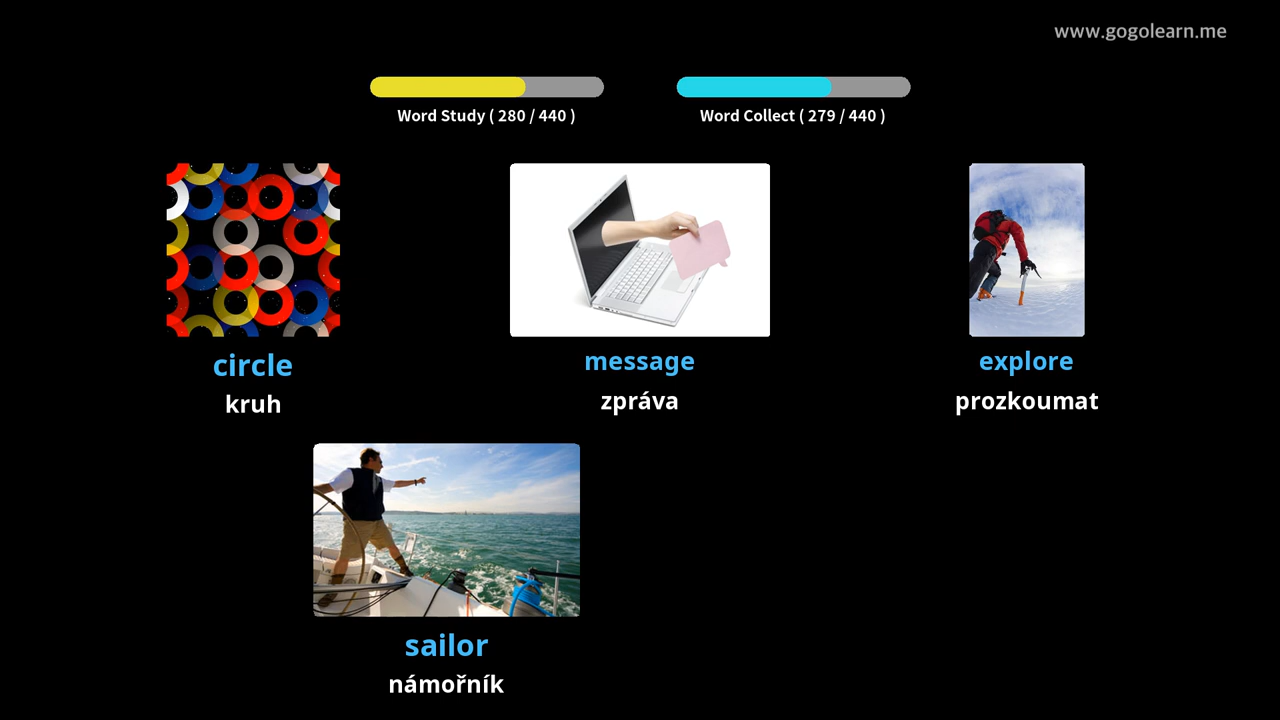 www.gogolearn.me
Word Study ( 280 / 440 )
Word Collect ( 279 / 440 )
circle
kruh
message
zpráva
explore
prozkoumat
sailor
námořník